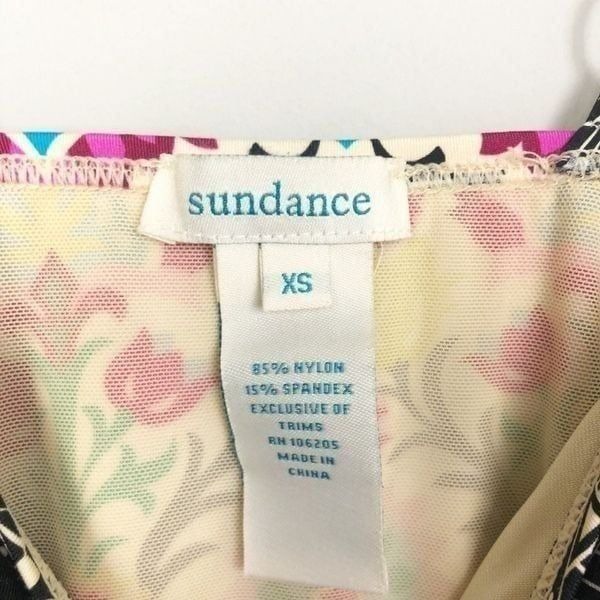 sundance
XS
85% NYLON
15% SPANDEX
EXCLUSIVE OF
TRIMS
RN 106205
MADE IN
CHINA